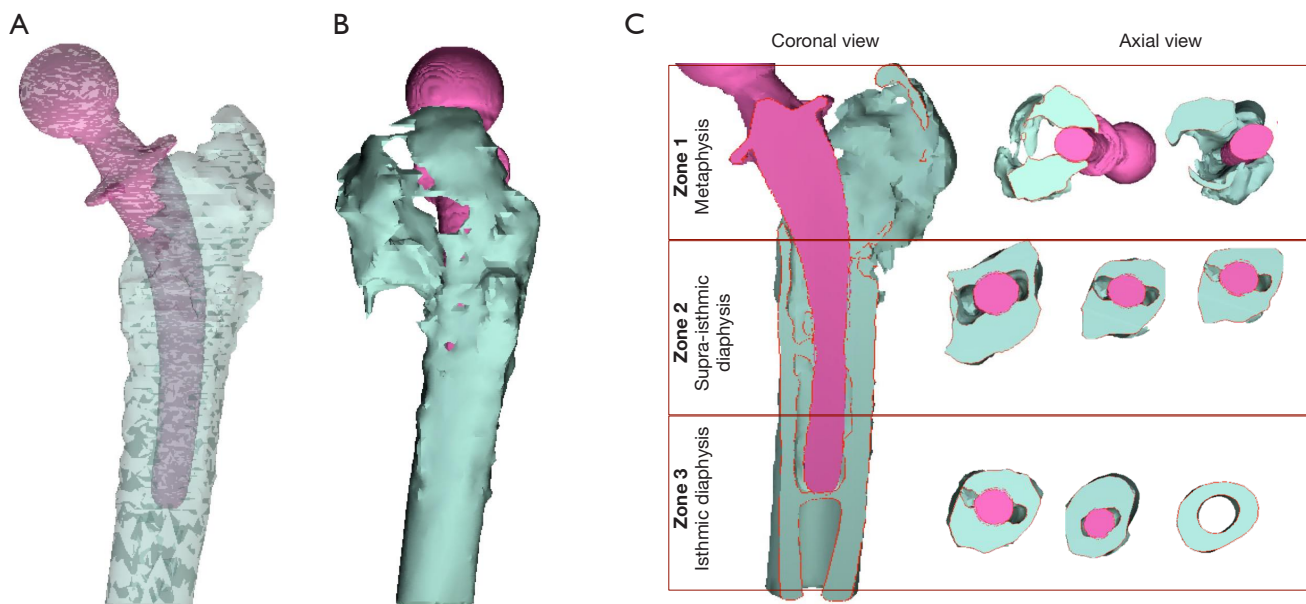 A
B
C
Coronal view
Axial view
Zone 1
Metaphysis
Zone 2
Supra-isthmic
diaphysis
Zone 3
Isthmic diaphysis